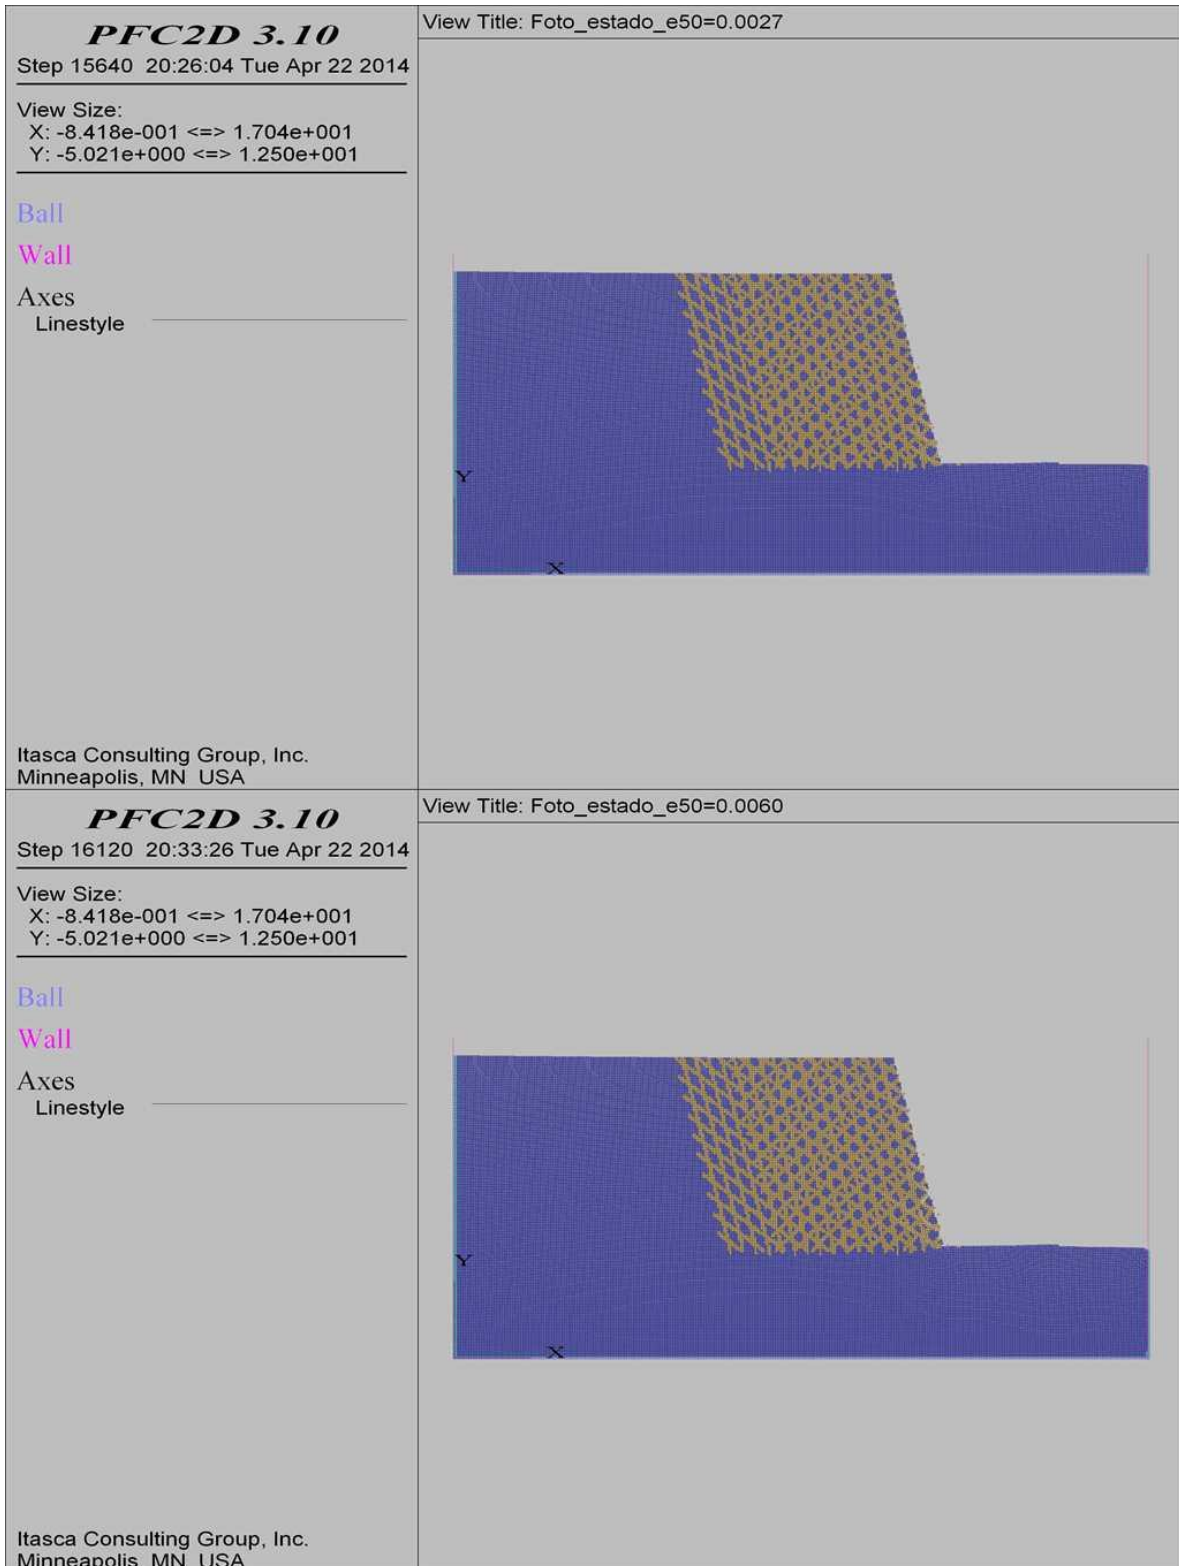 PFC2D 3.10
Step 15640  20:26:04 Tue Apr 22 2014
View Size:
X: -8.418e-001 <=> 1.704e+001
Y: -5.021e+000 <=> 1.250e+001
Ball
Wall
Axes
Linestyle
Itasca Consulting Group, Inc.
Minneapolis, MN  USA
View Title: Foto_estado_e50=0.0027
Y
X
PFC2D 3.10
Step 16120  20:33:26 Tue Apr 22 2014
View Size:
X: -8.418e-001 <=> 1.704e+001
Y: -5.021e+000 <=> 1.250e+001
Ball
Wall
Axes
Linestyle
Itasca Consulting Group, Inc.
Minneapolis, MN  USA
View Title: Foto_estado_e50=0.0060
Y
X